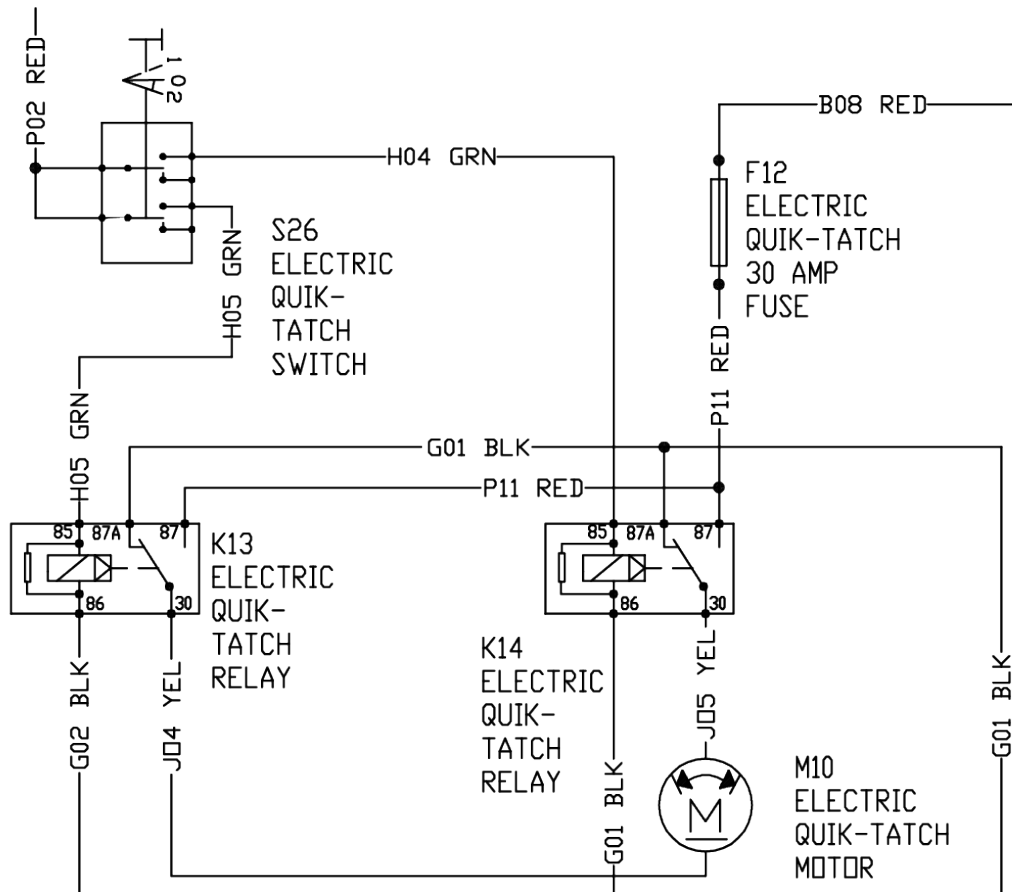 P02 RED
1 0 2
B08 RED
H04 GRN
F12
ELECTRIC
QUIK-TATCH
30 AMP
FUSE
S26
ELECTRIC
QUIK-
TATCH
SWITCH
H05 GRN
P11 RED
H05 GRN
G01 BLK
P11 RED
85 87A 87
86 30
K13
ELECTRIC
QUIK-
TATCH
RELAY
85 87A 87
86 30
K14
ELECTRIC
QUIK-
TATCH
RELAY
G02 BLK
J04 YEL
J05 YEL
G01 BLK
G01 BLK
M
M10
ELECTRIC
QUIK-TATCH
MOTOR